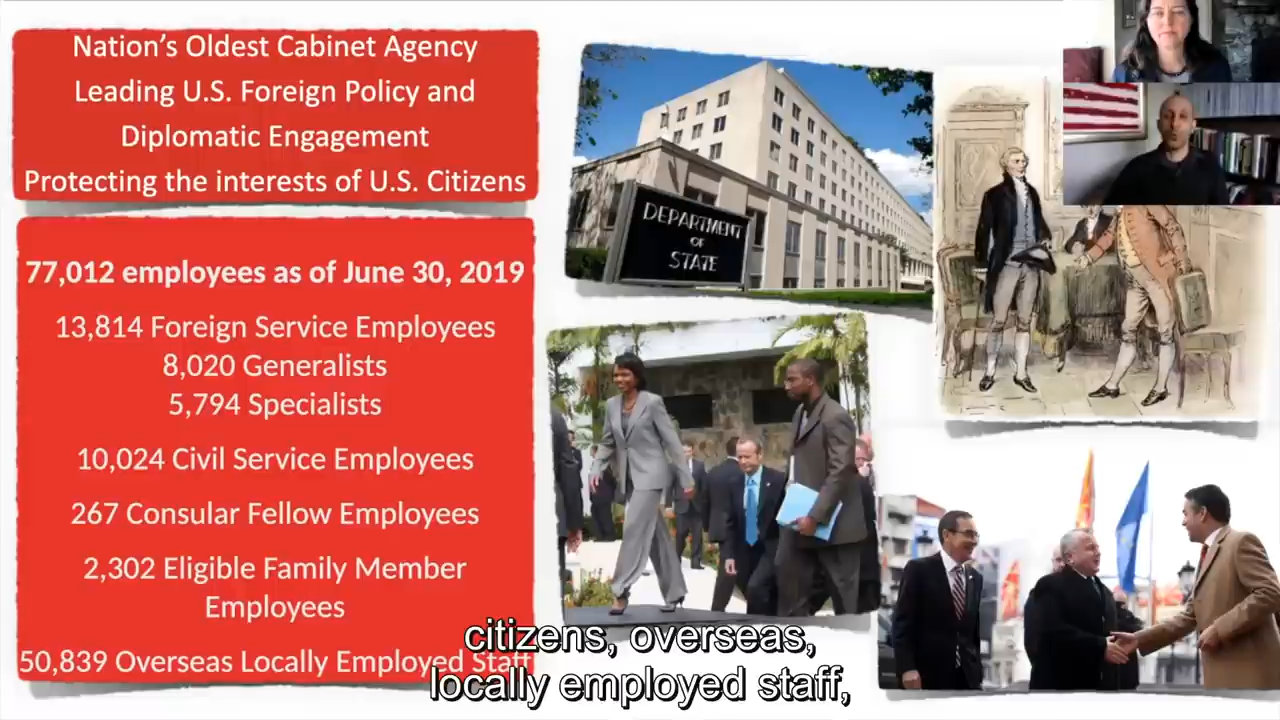 Nation's Oldest Cabinet Agency
Leading U.S. Foreign Policy and
Diplomatic Engagement
Protecting the interests of U.S. Citizens
77,012 employees as of June 30, 2019
13,814 Foreign Service Employees
8,020 Generalists
5,794 Specialists
10,024 Civil Service Employees
267 Consular Fellow Employees
2,302 Eligible Family Member
Employees
50,839 Overseas Locally Employed Staff
DEPARTMENT
OF
STATE
citizens, overseas,
locally employed staff,